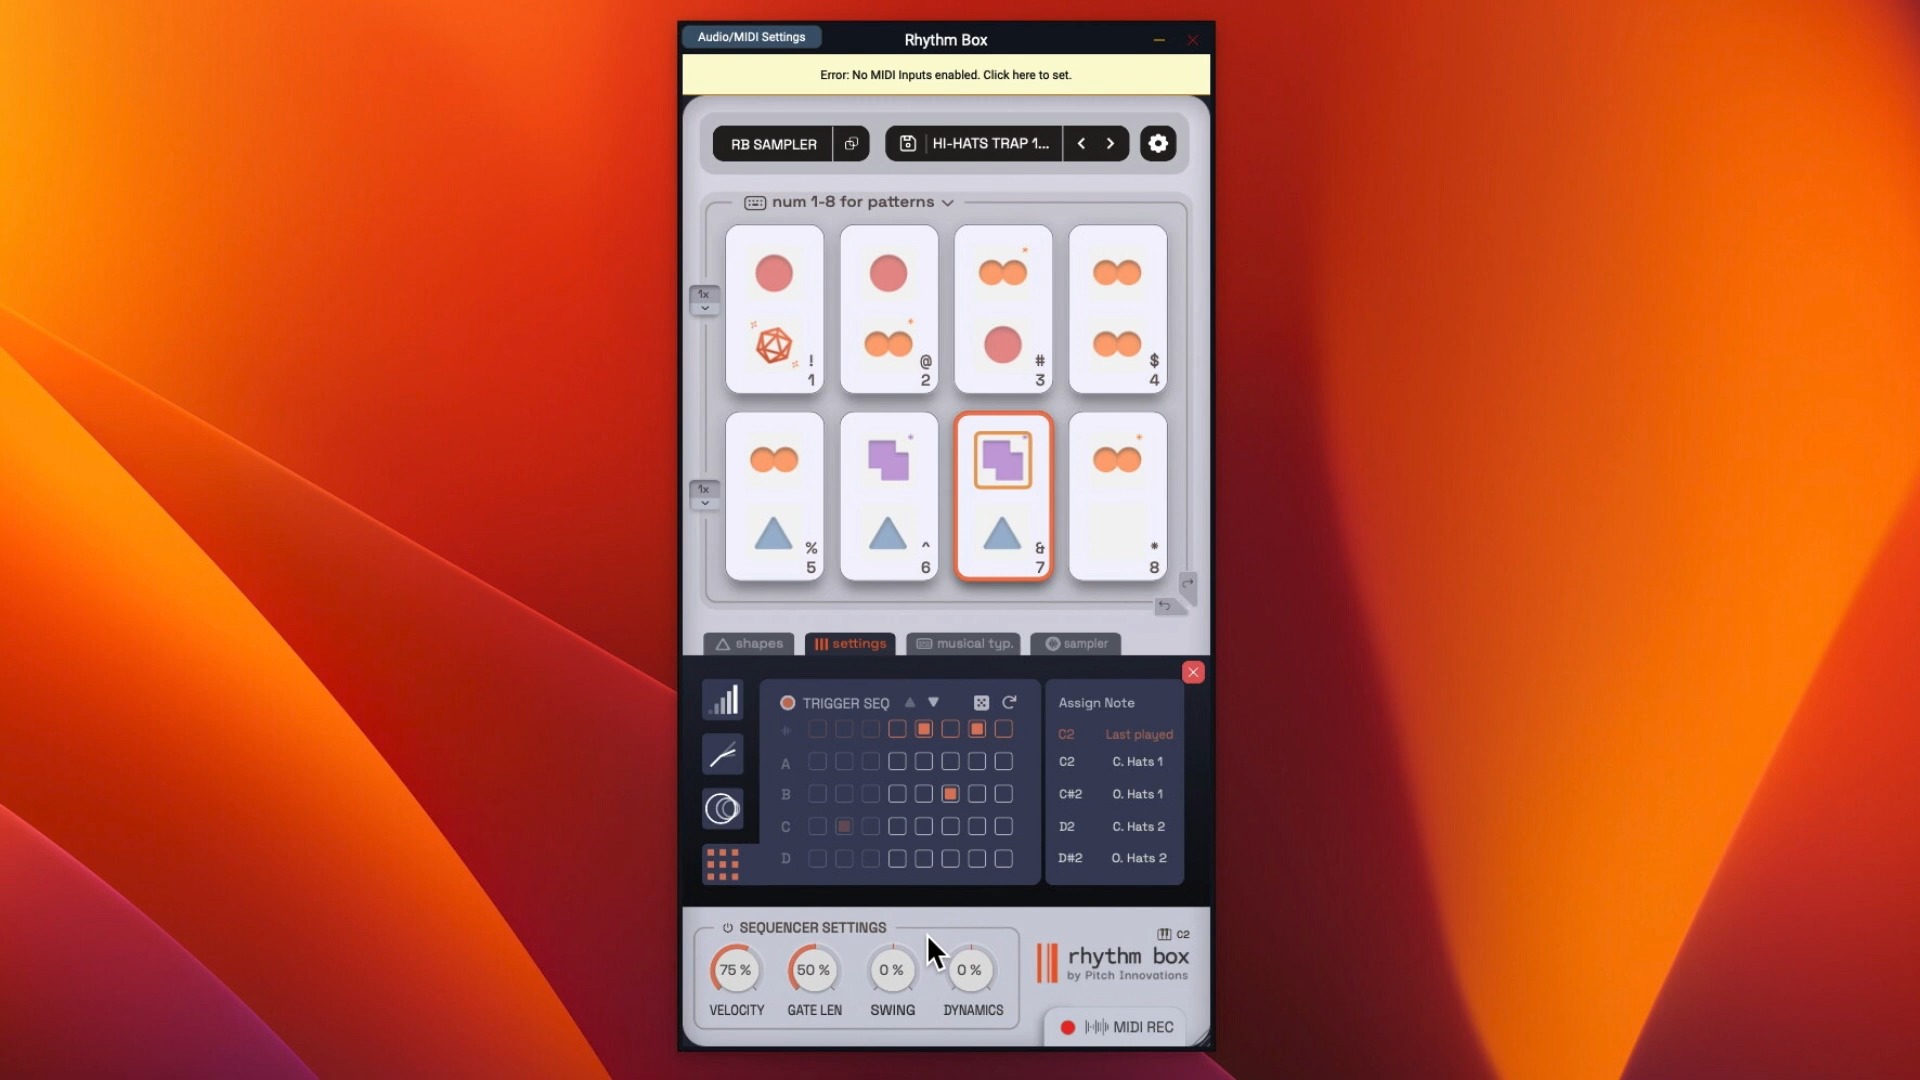 Audio/MIDI Settings
Rhythm Box
Error: No MIDI Inputs enabled. Click here to set.
RB SAMPLER
HI-HATS TRAP 1...
num 1-8 for patterns
1x
!
1
@
2
#
3
$
4
1x
%
5
^
6
&
7
*
8
shapes
settings
musical typ.
sampler
TRIGGER SEQ
A
B
C
D
Assign Note
C2 Last played
C2 C. Hats 1
C#2 O. Hats 1
D2 C. Hats 2
D#2 O. Hats 2
SEQUENCER SETTINGS
75 %
50 %
0 %
0 %
VELOCITY
GATE LEN
SWING
DYNAMICS
C2
rhythm box
by Pitch Innovations
MIDI REC